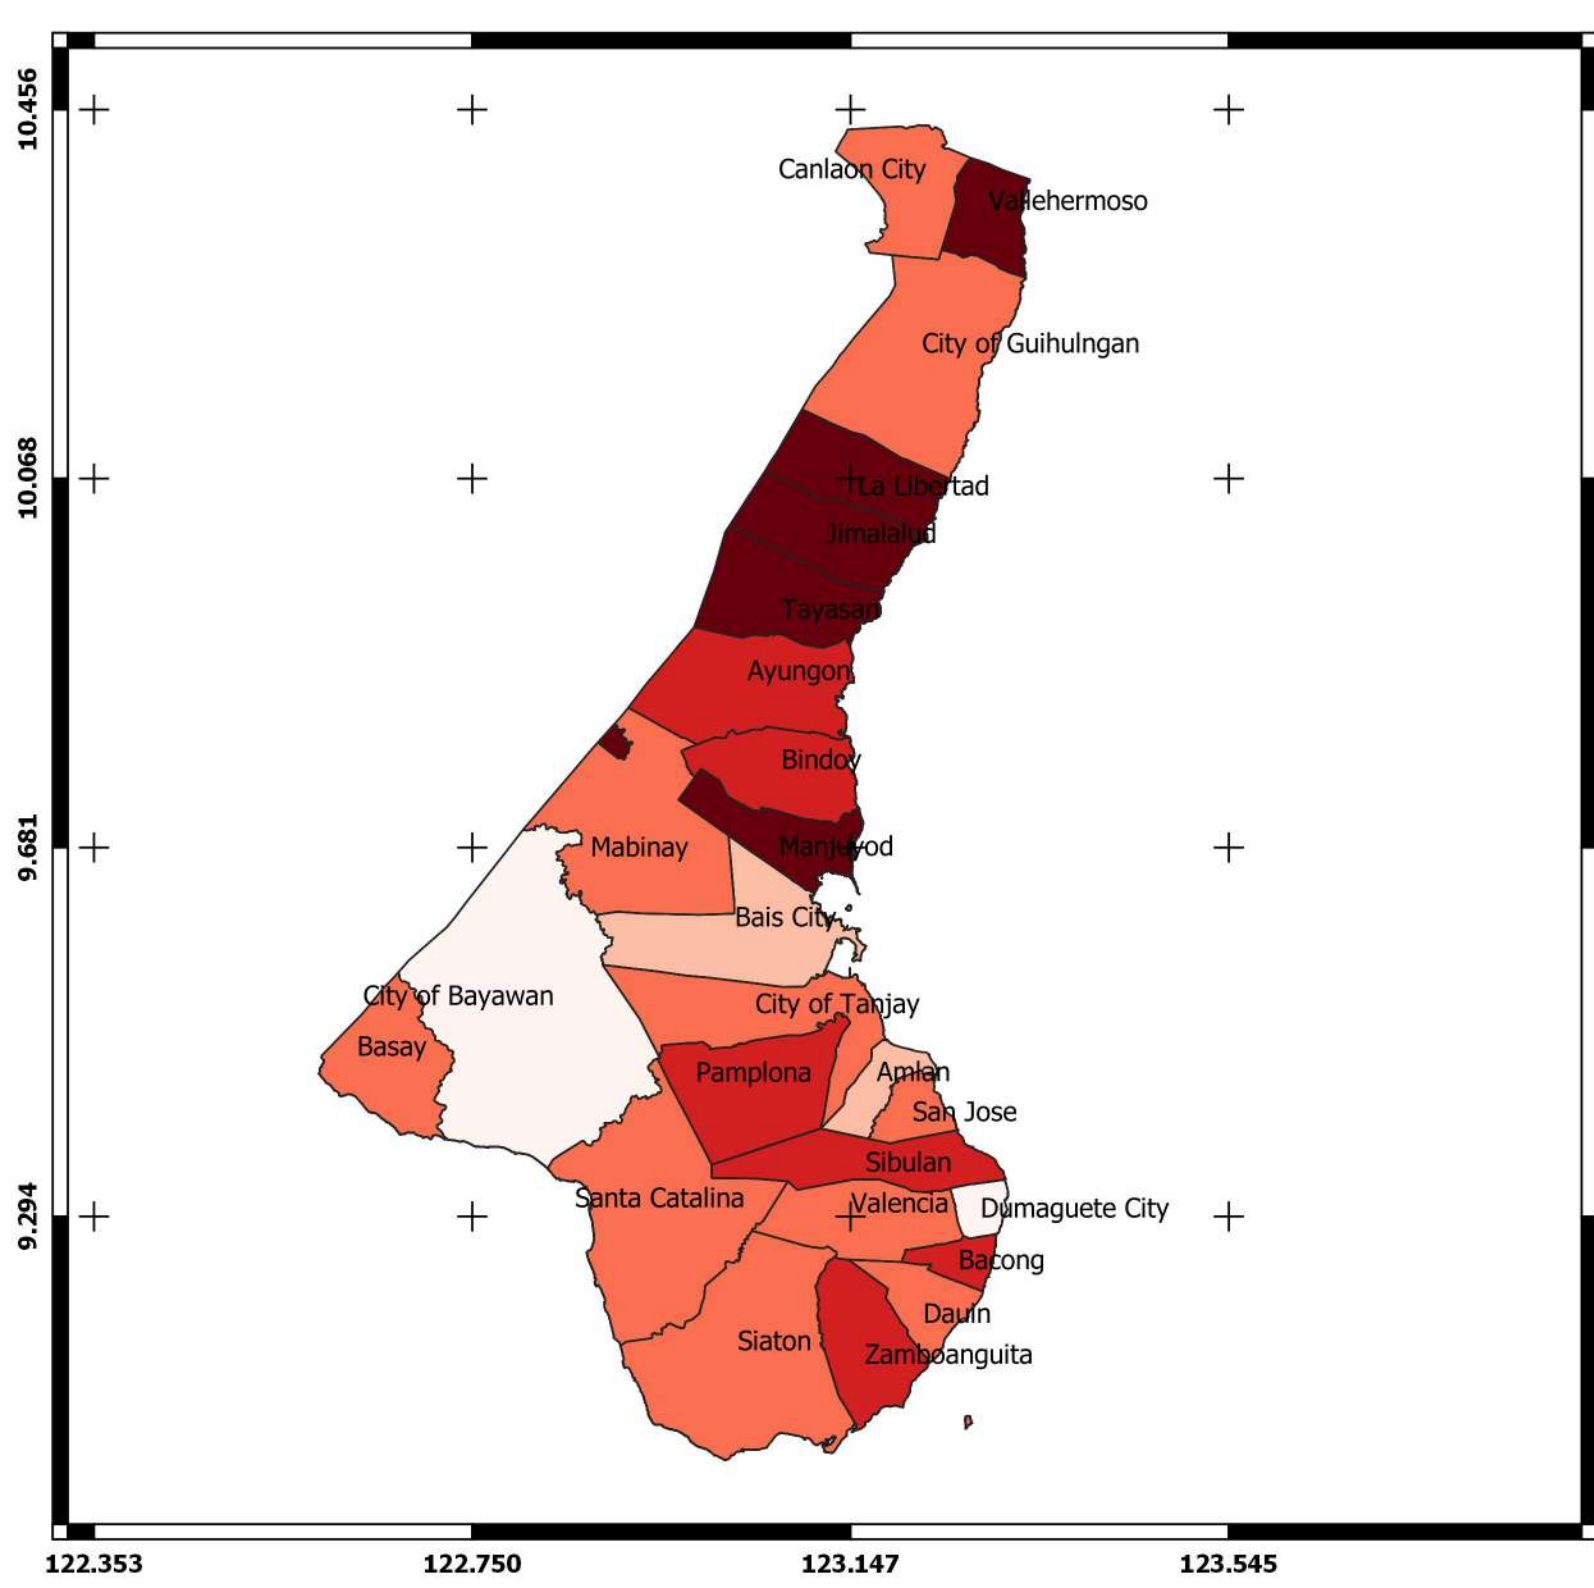 10.456
Canlaon City
Vallehermoso
City of Guihulngan
10.068
La Libertad
Jimalalud
Tayasan
Ayungon
Bindoy
9.681
Mabinay
Manjuyod
Bais City
City of Bayawan
City of Tanjay
Basay
Pamplona
Amlan
San Jose
Sibulan
9.294
Santa Catalina
Valencia
Dumaguete City
Bacong
Dauin
Siaton
Zamboanguita
122.353
122.750
123.147
123.545